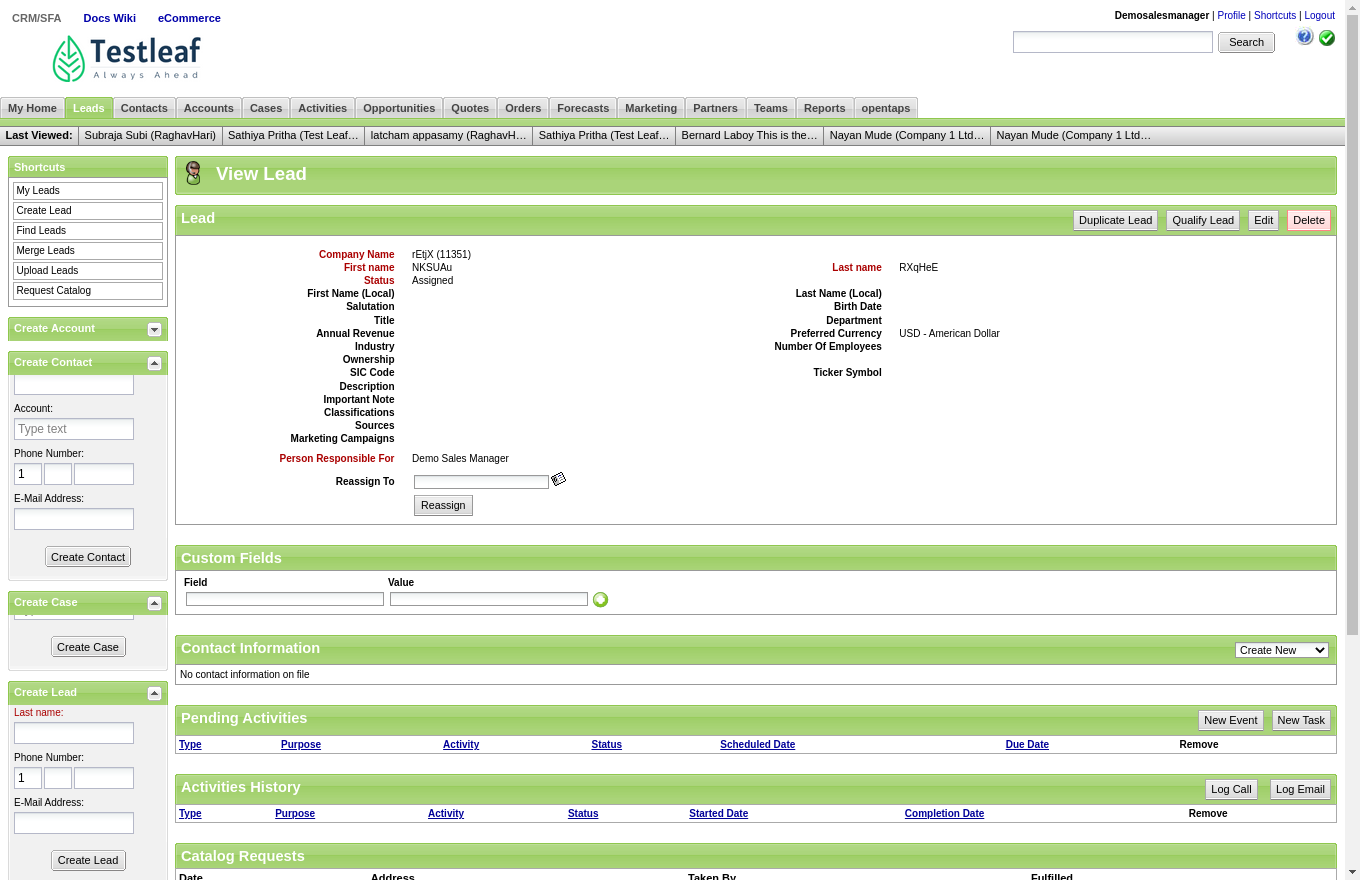 CRM/SFA Docs Wiki eCommerce
Demosalesmanager | Profile | Shortcuts | Logout
Testleaf
Always Ahead
Search
My Home Leads Contacts Accounts Cases Activities Opportunities Quotes Orders Forecasts Marketing Partners Teams Reports opentaps
Last Viewed: Subraja Subi (RaghavHari) Sathiya Pritha (Test Leaf… latcham appasamy (RaghavH… Sathiya Pritha (Test Leaf… Bernard Laboy This is the… Nayan Mude (Company 1 Ltd… Nayan Mude (Company 1 Ltd…
Shortcuts
My Leads
Create Lead
Find Leads
Merge Leads
Upload Leads
Request Catalog
Create Account
Create Contact
Account:
Type text
Phone Number:
1
E-Mail Address:
Create Contact
Create Case
Create Case
Create Lead
Last name:
Phone Number:
1
E-Mail Address:
Create Lead
View Lead
Lead Duplicate Lead Qualify Lead Edit Delete
Company Name rEtjX (11351)
First name NKSUAu Last name RXqHeE
Status Assigned
First Name (Local) Last Name (Local)
Salutation Birth Date
Title Department
Annual Revenue Preferred Currency USD - American Dollar
Industry Number Of Employees
Ownership
SIC Code Ticker Symbol
Description
Important Note
Classifications
Sources
Marketing Campaigns
Person Responsible For Demo Sales Manager
Reassign To
Reassign
Custom Fields
Field Value
Contact Information Create New
No contact information on file
Pending Activities New Event New Task
Type Purpose Activity Status Scheduled Date Due Date Remove
Activities History Log Call Log Email
Type Purpose Activity Status Started Date Completion Date Remove
Catalog Requests
Date Address Taken By Fulfilled